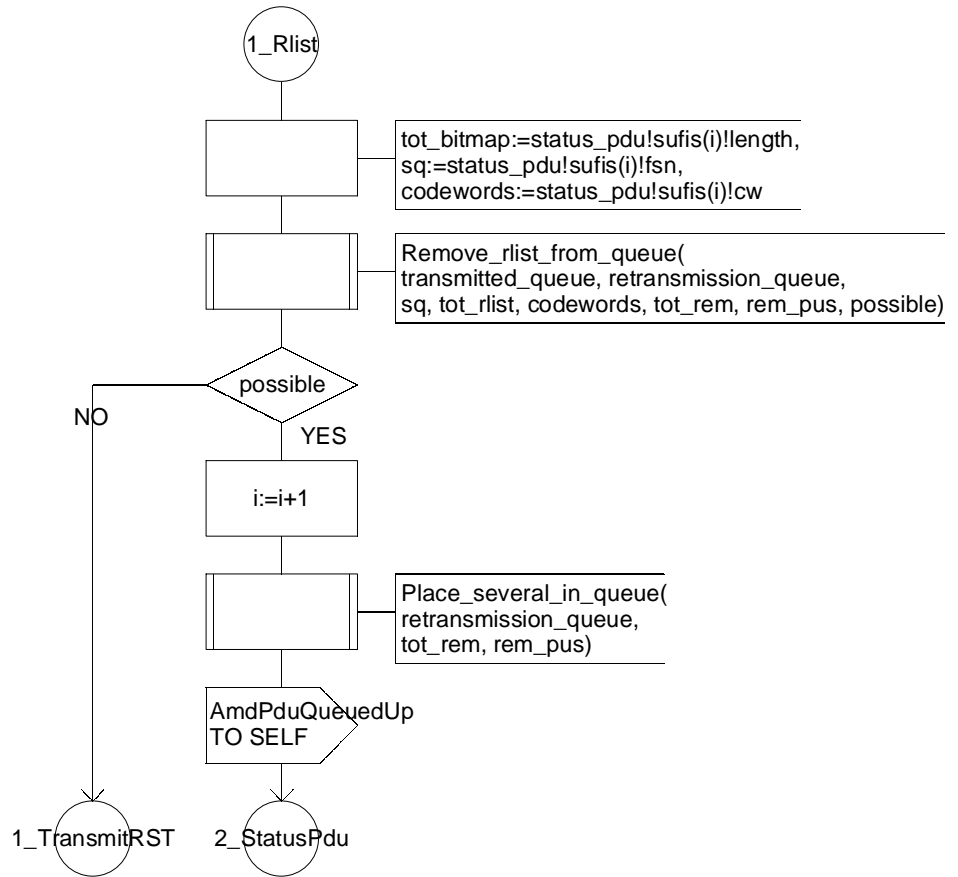 1_Rlist
tot_bitmap:=status_pdu!sufis(i)!length,
sq:=status_pdu!sufis(i)!fsn,
codewords:=status_pdu!sufis(i)!cw
Remove_rlist_from_queue(
transmitted_queue, retransmission_queue,
sq, tot_rlist, codewords, tot_rem, rem_pus, possible)
possible
NO
YES
i:=i+1
Place_several_in_queue(
retransmission_queue,
tot_rem, rem_pus)
AmdPduQueuedUp
TO SELF
1_TransmitRST
2_StatusPdu